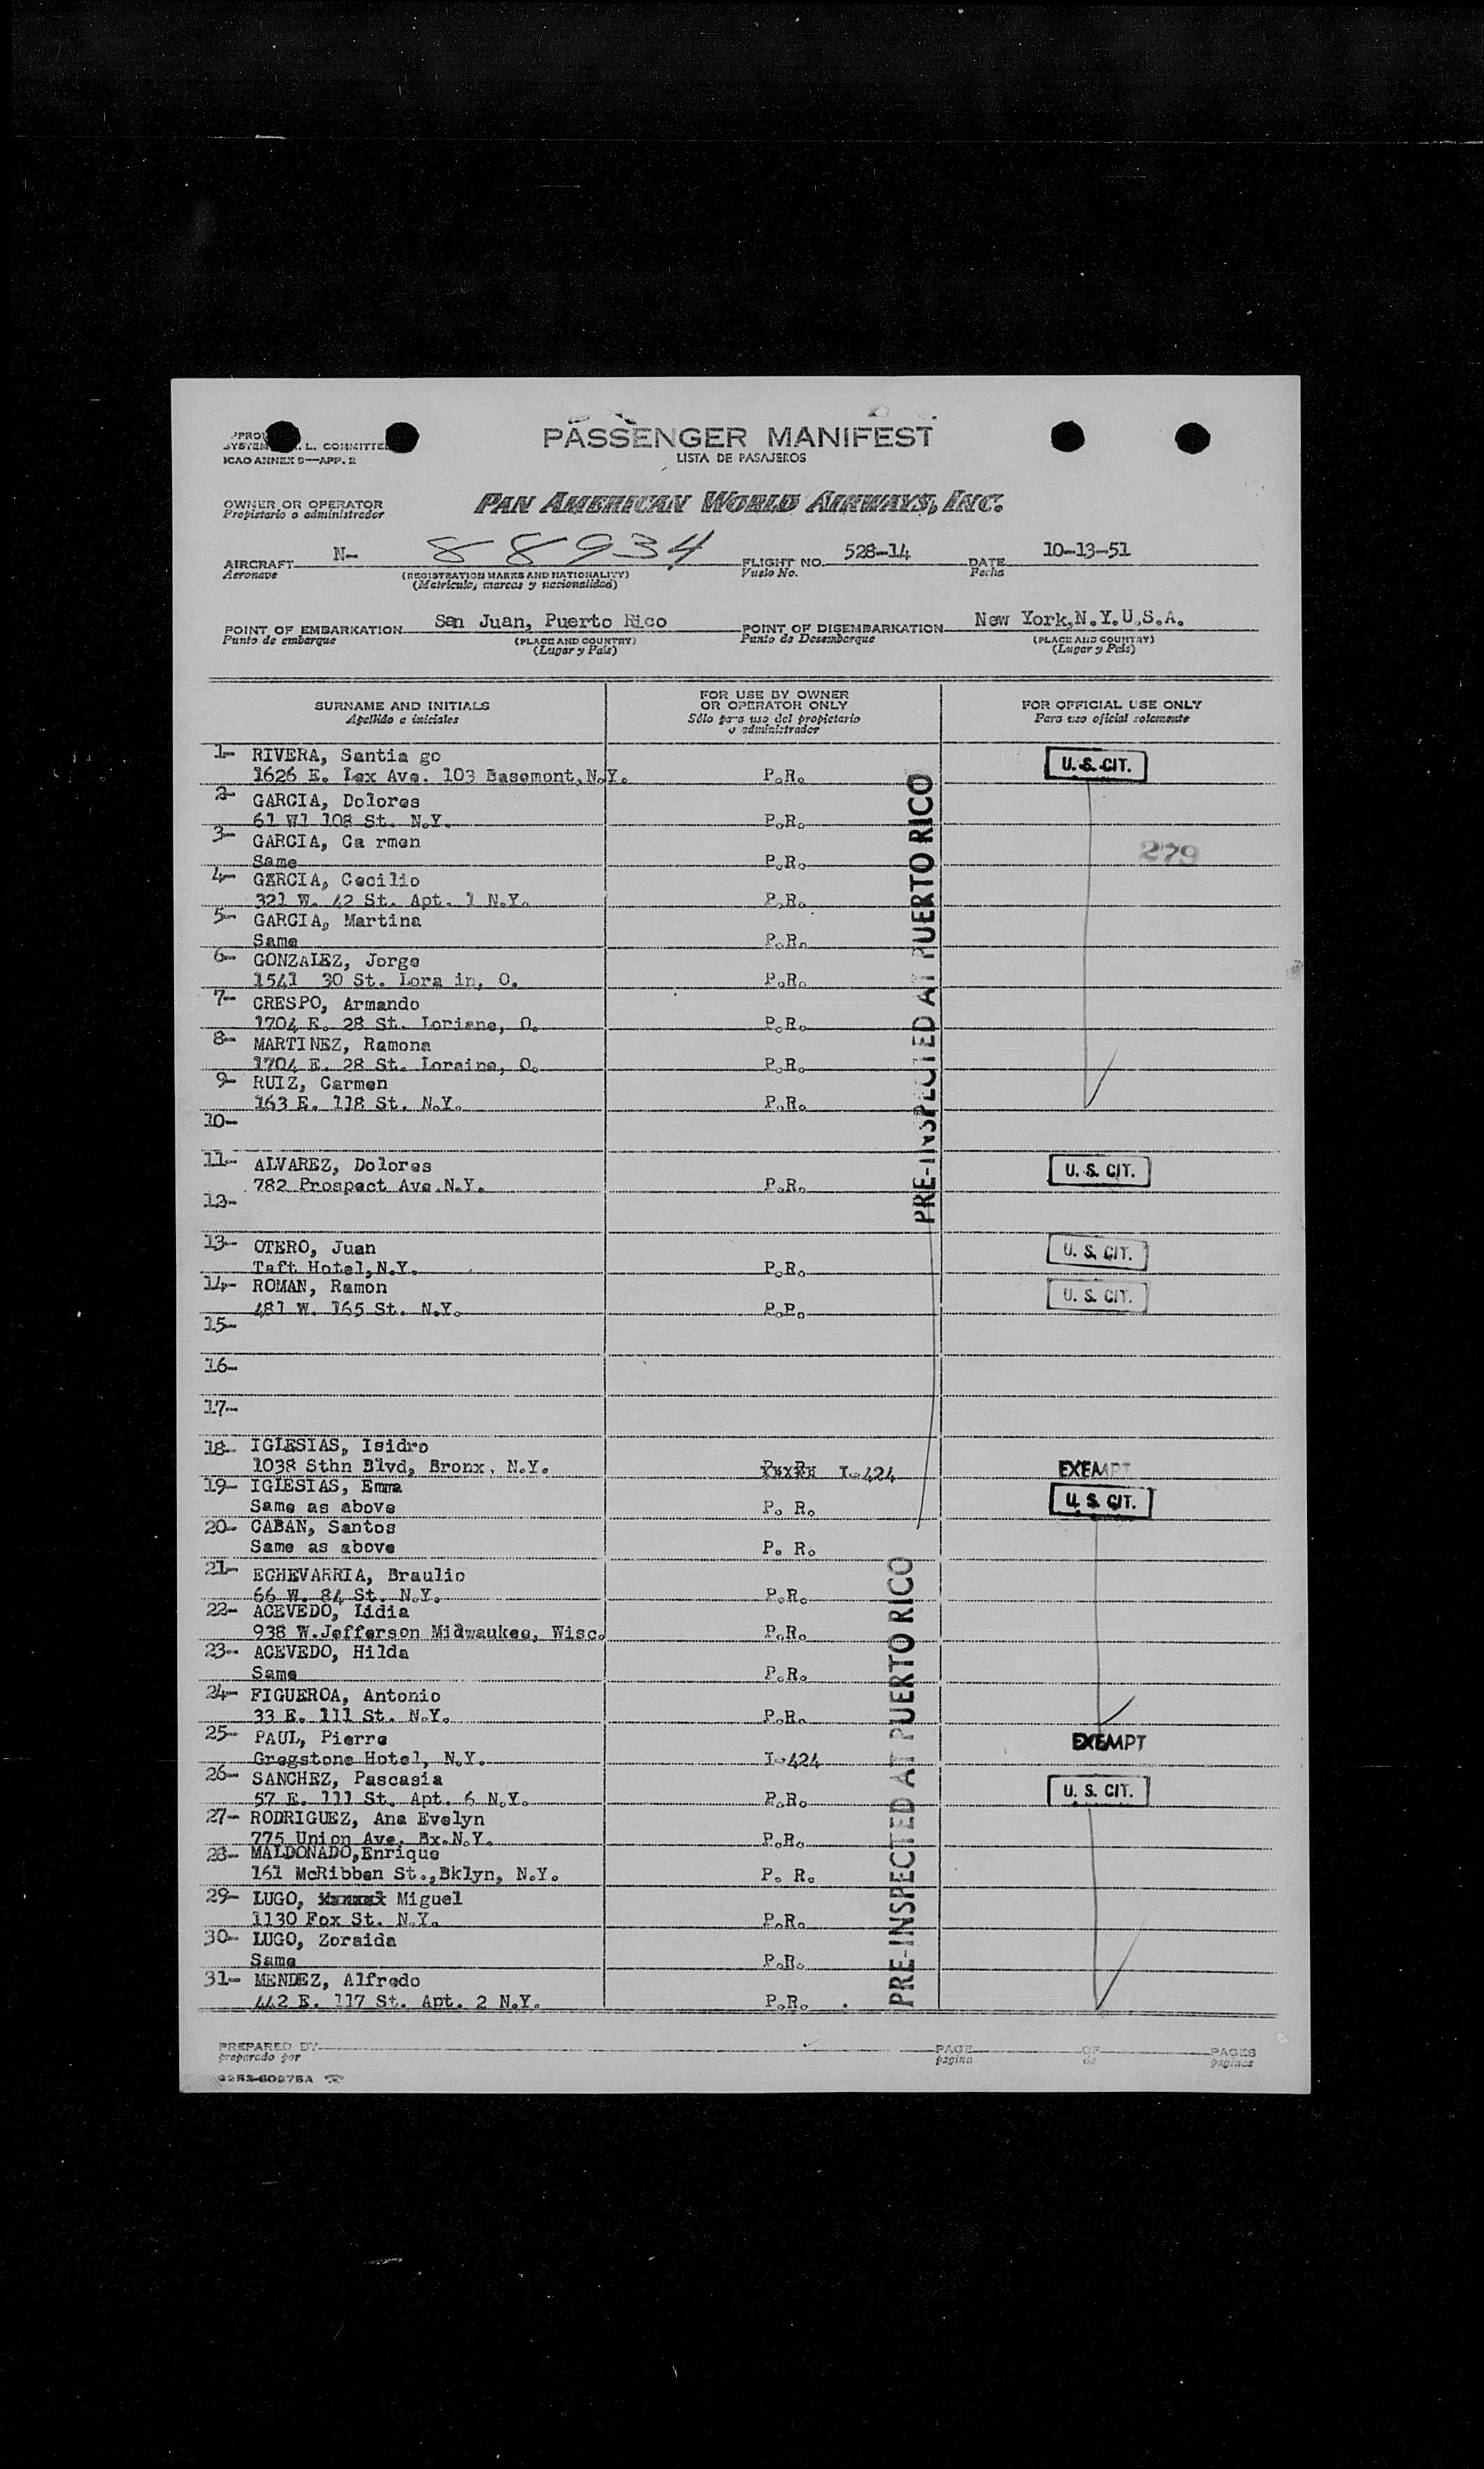 PASSENGER MANIFEST
LISTA DE PASAJEROS
SYSTEM L. COMMITTEE
ICAO ANNEX 9—APP. 2
OWNER OR OPERATOR
Propietario o administrador
PAN AMERICAN WORLD AIRWAYS, INC.
AIRCRAFT N- 88934 FLIGHT NO. 528-14 DATE 10-13-51
Aeronave (REGISTRATION MARKS AND NATIONALITY) Vuelo No. Fecha
(Matrícula, marcas y nacionalidad)
POINT OF EMBARKATION San Juan, Puerto Rico POINT OF DISEMBARKATION New York,N.Y.U.S.A.
Punto de embarque (PLACE AND COUNTRY) Punto de Desembarque (PLACE AND COUNTRY)
(Lugar y País) (Lugar y País)
SURNAME AND INITIALS FOR USE BY OWNER OR OPERATOR ONLY FOR OFFICIAL USE ONLY
Apellido e iniciales Sólo para uso del propietario o administrador Para uso oficial solamente
1- RIVERA, Santia go U. S. CIT.
1626 E. Lex Ave. 103 Basemont,N.Y. P.R.
2- GARCIA, Dolores
61 W1 108 St. N.Y. P.R.
3- GARCIA, Ca rmen 279
Same P.R.
4- GARCIA, Cecilio
321 W. 42 St. Apt. 1 N.Y. P.R.
5- GARCIA, Martina
Same P.R.
6- GONZALEZ, Jorge
1541 30 St. Lora in, O. P.R.
7- CRESPO, Armando
1704 E. 28 St. Loriane, O. P.R.
8- MARTINEZ, Ramona
1704 E. 28 St. Loraine, O. P.R.
9- RUIZ, Carmen
163 E. 118 St. N.Y. P.R.
PRE-INSPECTED AT PUERTO RICO
10-
11- ALVAREZ, Dolores U. S. CIT.
782 Prospect Ave.N.Y. P.R.
12-
13- OTERO, Juan U. S. CIT.
Taft Hotel,N.Y. P.R.
14- ROMAN, Ramon U. S. CIT.
481 W. 165 St. N.Y. P.R.
15-
16-
17-
18- IGLESIAS, Isidro
1038 Sthn Blvd, Bronx, N.Y. I-424 EXEMPT
19- IGLESIAS, Emma U. S. CIT.
Same as above P. R.
20- CABAN, Santos
Same as above P. R.
21- ECHEVARRIA, Braulio
66 W. 84 St. N.Y. P.R.
22- ACEVEDO, Lidia
938 W.Jefferson Milwaukee, Wisc. P.R.
23- ACEVEDO, Hilda
Same P.R.
24- FIGUEROA, Antonio
33 E. 111 St. N.Y. P.R.
25- PAUL, Pierre EXEMPT
Gregstone Hotel, N.Y. I-424
26- SANCHEZ, Pascasia U. S. CIT.
57 E. 111 St. Apt. 6 N.Y. P.R.
27- RODRIGUEZ, Ana Evelyn
775 Union Ave. Bx.N.Y. P.R.
28- MALDONADO,Enrique
161 McRibben St.,Bklyn, N.Y. P. R.
29- LUGO, Miguel
1130 Fox St. N.Y. P.R.
30- LUGO, Zoraida
Same P.R.
31- MENDEZ, Alfredo
442 E. 117 St. Apt. 2 N.Y. P.R.
PRE-INSPECTED AT PUERTO RICO
PREPARED BY PAGE OF PAGES
preparado por página de páginas